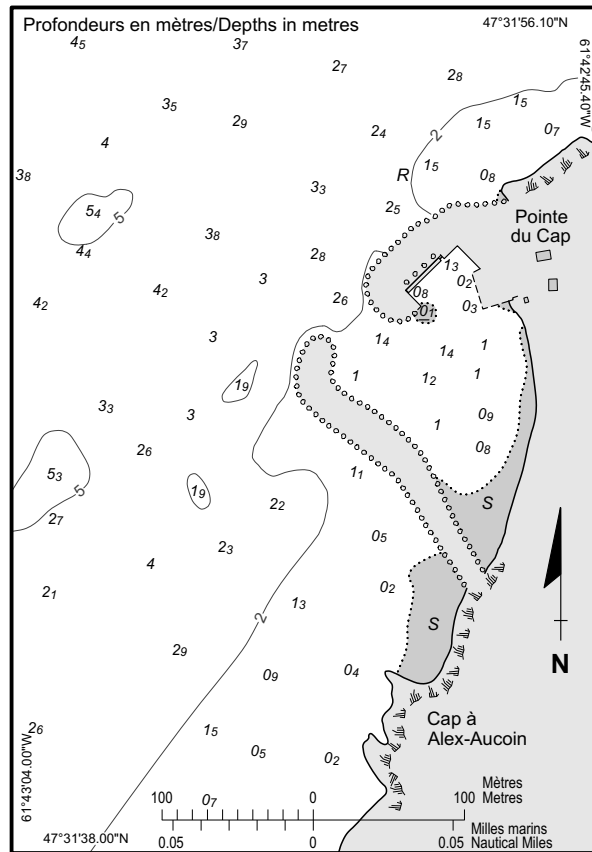 Profondeurs en mètres/Depths in metres
47°31'56.10"N
61°42'45.40"W
4₅ 3₇ 2₇ 2₈
3₅ 2₉ 2₄ 2 1₅ 1₅ 0₇
4 1₅
3₈ R 0₈
3₃
5₄ 5 2₅
Pointe
du Cap
3₈
4₄ 2₈ 1₃
3 0₂
4₂ 4₂ 2₆ 0₈ 0₃
0₁
3 1₄ 1₄ 1
1₉ 1 1₂ 1
3₃ 3 1 0₉
2₆ 0₈
5₃ 5 1₉ 1₁
2₇ 2₂ S
2₃ 0₅
4
2₁ 1₃ 0₂
2 S
2₉
0₉ 0₄
N
2₆ 1₅
Cap à
Alex-Aucoin
0₅ 0₂
61°43'04.00"W
Mètres
Metres
100 0₇ 0 100
47°31'38.00"N
Milles marins
Nautical Miles
0.05 0 0.05